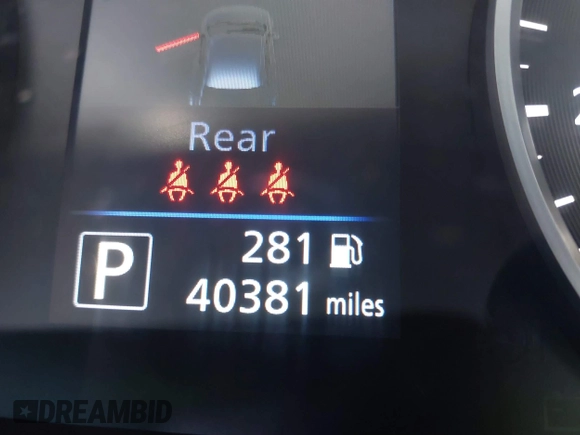 Rear
281
P
40381 miles
DREAMBID